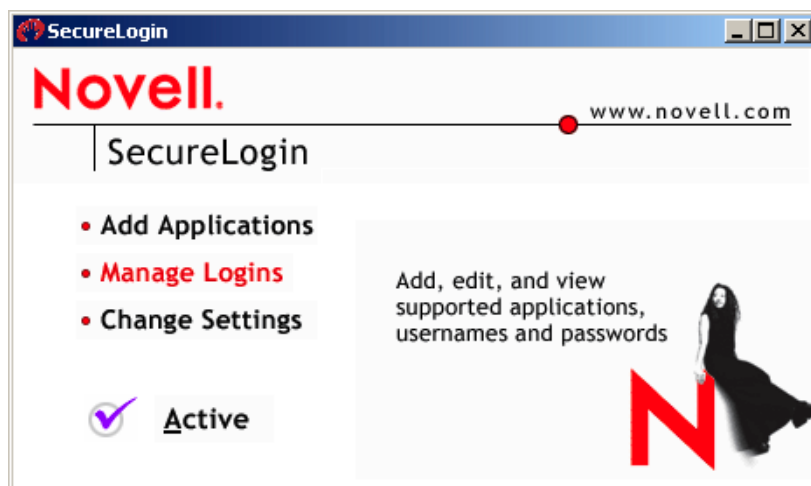 SecureLogin
Novell.
www.novell.com
SecureLogin
Add Applications
Manage Logins
Change Settings
Add, edit, and view
supported applications,
usernames and passwords
N
Active